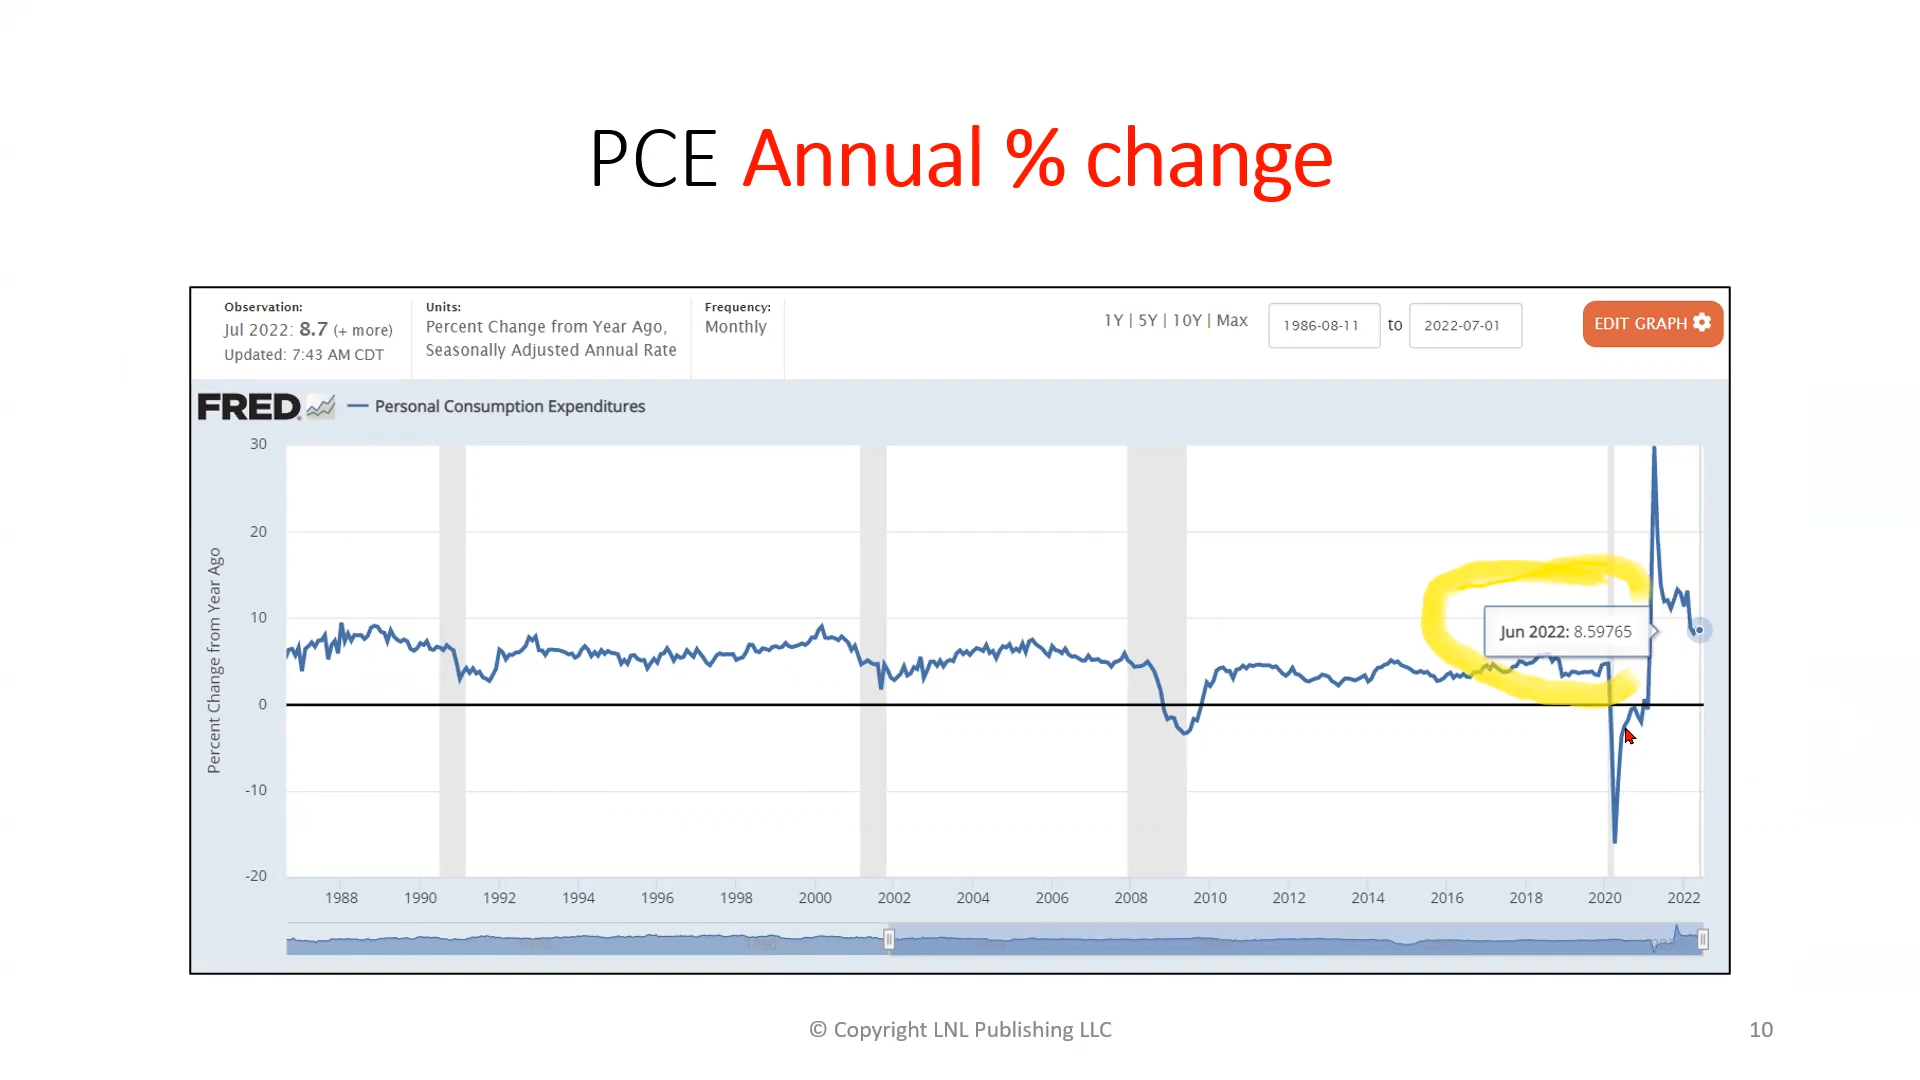 PCE Annual % change
Observation:
Jul 2022: 8.7 (+ more)
Updated: 7:43 AM CDT
Units:
Percent Change from Year Ago,
Seasonally Adjusted Annual Rate
Frequency:
Monthly
1Y | 5Y | 10Y | Max
1986-08-11 to 2022-07-01
EDIT GRAPH
FRED
Personal Consumption Expenditures
Percent Change from Year Ago
30
20
10
0
-10
-20
Jun 2022: 8.59765
1988 1990 1992 1994 1996 1998 2000 2002 2004 2006 2008 2010 2012 2014 2016 2018 2020 2022
1970 1980
© Copyright LNL Publishing LLC
10